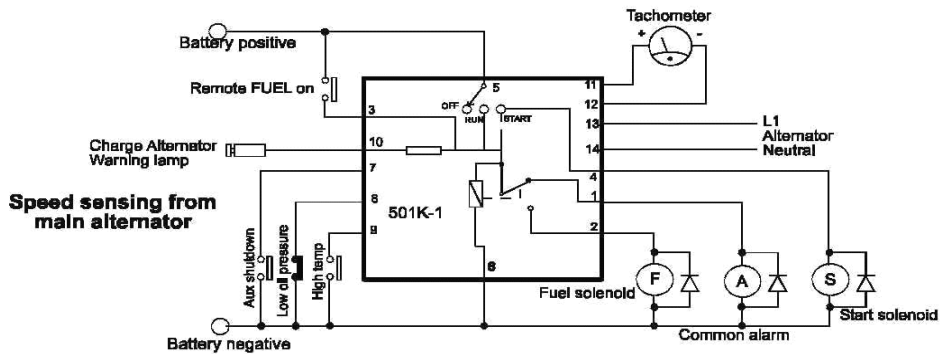 Tachometer
+ -
Battery positive
Remote FUEL on
5
11
12
OFF
RUN
START
3
13
L1
Alternator
10
14
Neutral
Charge Alternator
Warning lamp
7
4
Speed sensing from
main alternator
8
1
501K-1
9
2
6
Aux shutdown
Low oil pressure
High temp
F
A
S
Fuel solenoid
Start solenoid
Common alarm
Battery negative